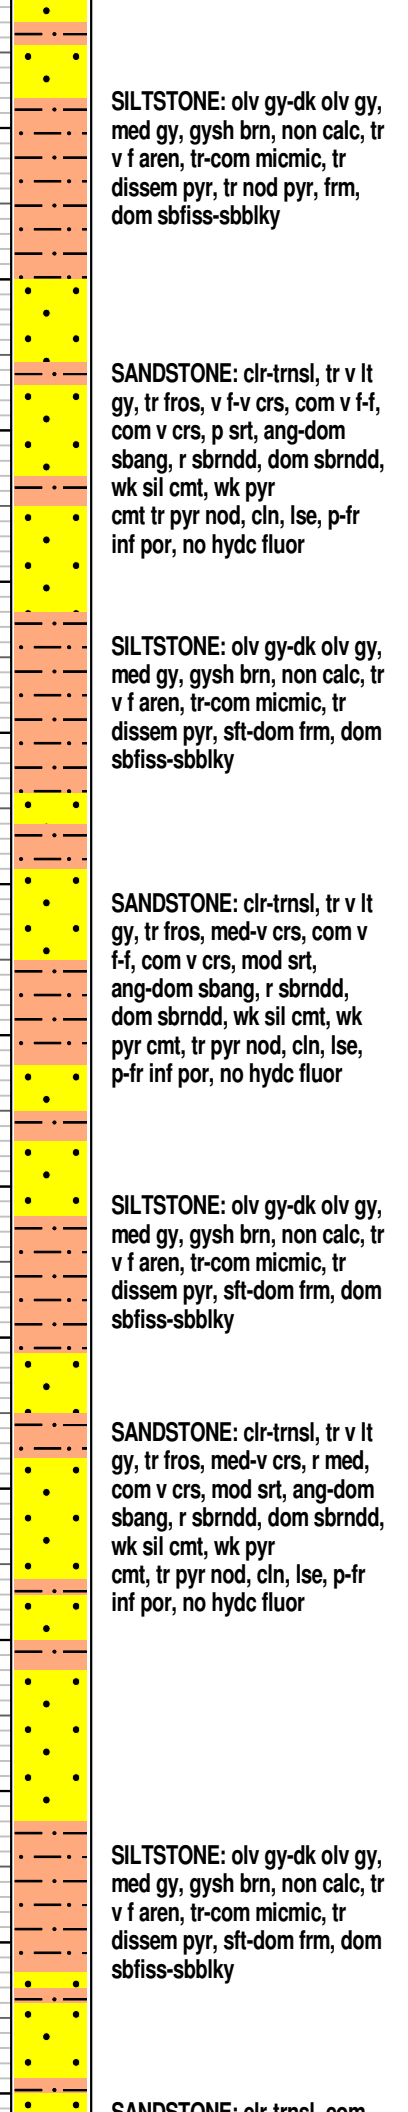 SILTSTONE: olv gy-dk olv gy,
med gy, gysh brn, non calc, tr
v f aren, tr-com micmic, tr
dissem pyr, tr nod pyr, frm,
dom sbfiss-sbblky
SANDSTONE: clr-trnsl, tr v lt
gy, tr fros, v f-v crs, com v f-f,
com v crs, p srt, ang-dom
sbang, r sbrndd, dom sbrndd,
wk sil cmt, wk pyr
cmt tr pyr nod, cln, lse, p-fr
inf por, no hydc fluor
SILTSTONE: olv gy-dk olv gy,
med gy, gysh brn, non calc, tr
v f aren, tr-com micmic, tr
dissem pyr, sft-dom frm, dom
sbfiss-sbblky
SANDSTONE: clr-trnsl, tr v lt
gy, tr fros, med-v crs, com v
f-f, com v crs, mod srt,
ang-dom sbang, r sbrndd,
dom sbrndd, wk sil cmt, wk
pyr cmt, tr pyr nod, cln, lse,
p-fr inf por, no hydc fluor
SILTSTONE: olv gy-dk olv gy,
med gy, gysh brn, non calc, tr
v f aren, tr-com micmic, tr
dissem pyr, sft-dom frm, dom
sbfiss-sbblky
SANDSTONE: clr-trnsl, tr v lt
gy, tr fros, med-v crs, r med,
com v crs, mod srt, ang-dom
sbang, r sbrndd, dom sbrndd,
wk sil cmt, wk pyr
cmt, tr pyr nod, cln, lse, p-fr
inf por, no hydc fluor
SILTSTONE: olv gy-dk olv gy,
med gy, gysh brn, non calc, tr
v f aren, tr-com micmic, tr
dissem pyr, sft-dom frm, dom
sbfiss-sbblky
SANDSTONE: clr-trnsl, com